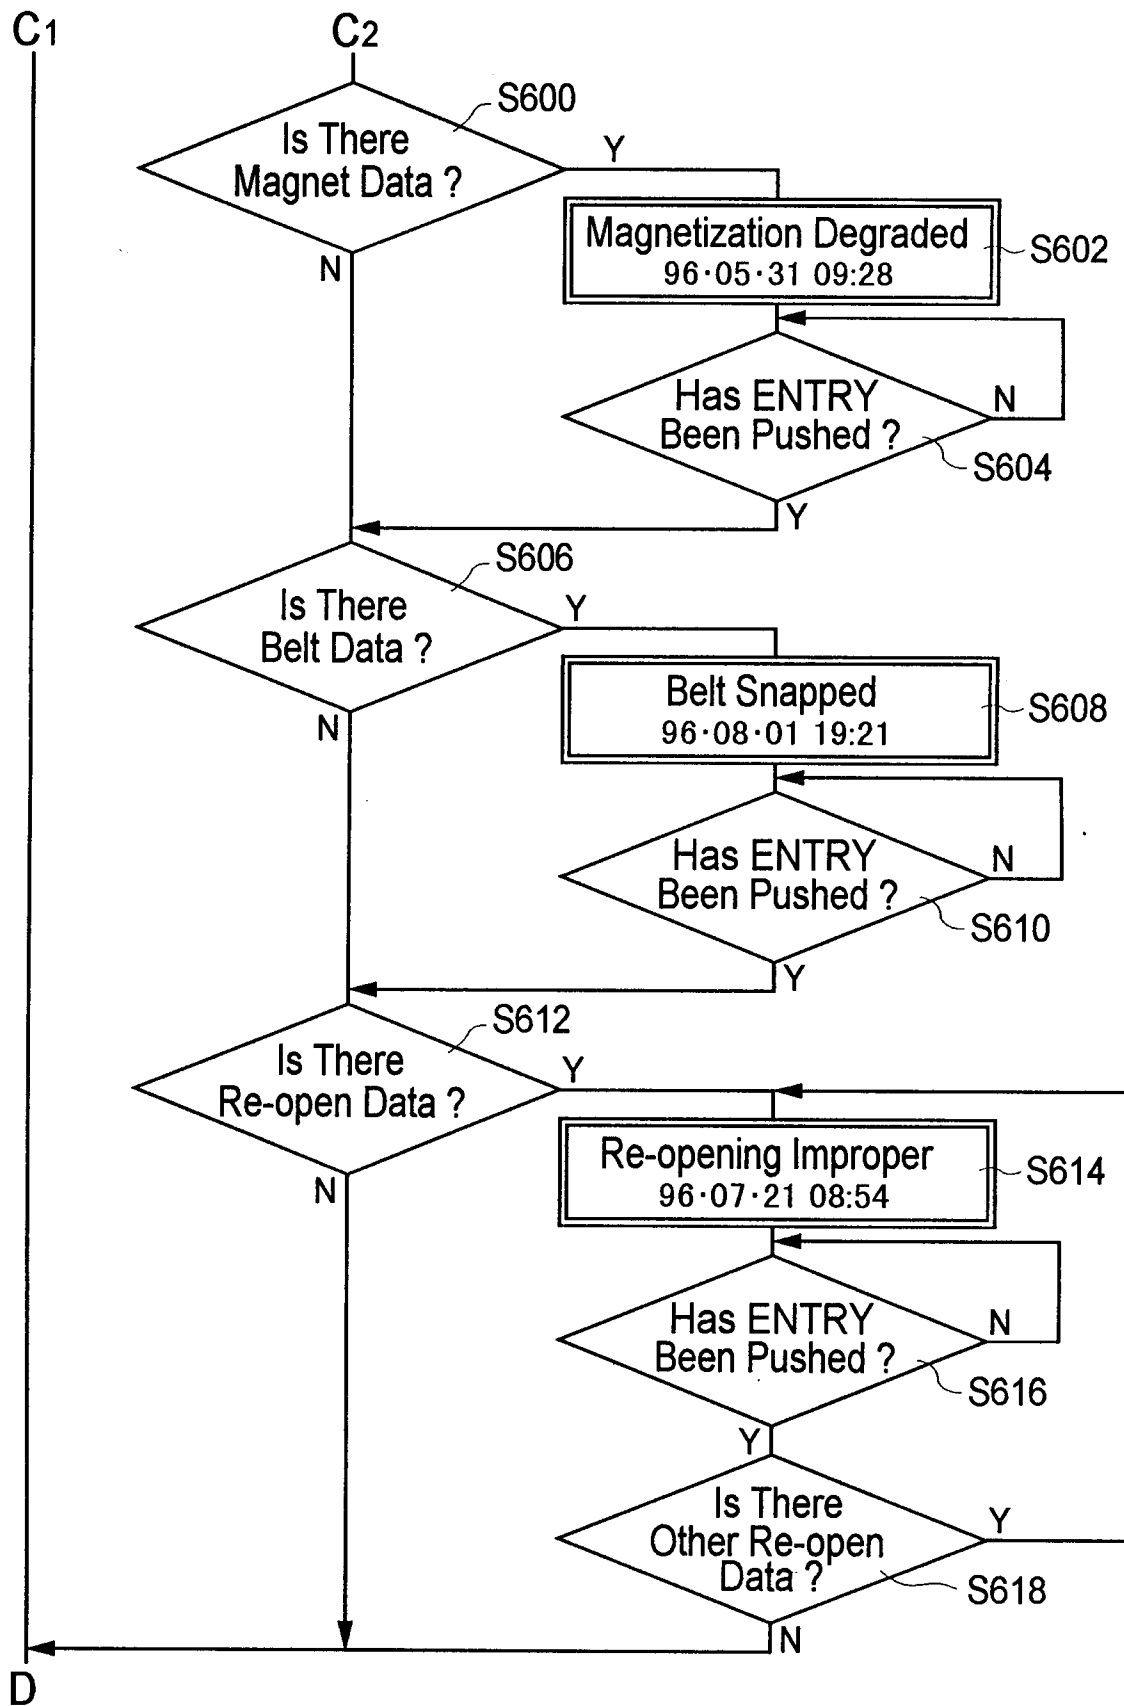 C1
C2
S600
Is There
Magnet Data ?
Y
N
Magnetization Degraded
96·05·31 09:28
S602
Has ENTRY
Been Pushed ?
N
S604
Y
S606
Is There
Belt Data ?
Y
N
Belt Snapped
96·08·01 19:21
S608
Has ENTRY
Been Pushed ?
N
S610
Y
S612
Is There
Re-open Data ?
Y
N
Re-opening Improper
96·07·21 08:54
S614
Has ENTRY
Been Pushed ?
N
S616
Y
Is There
Other Re-open
Data ?
Y
S618
N
D